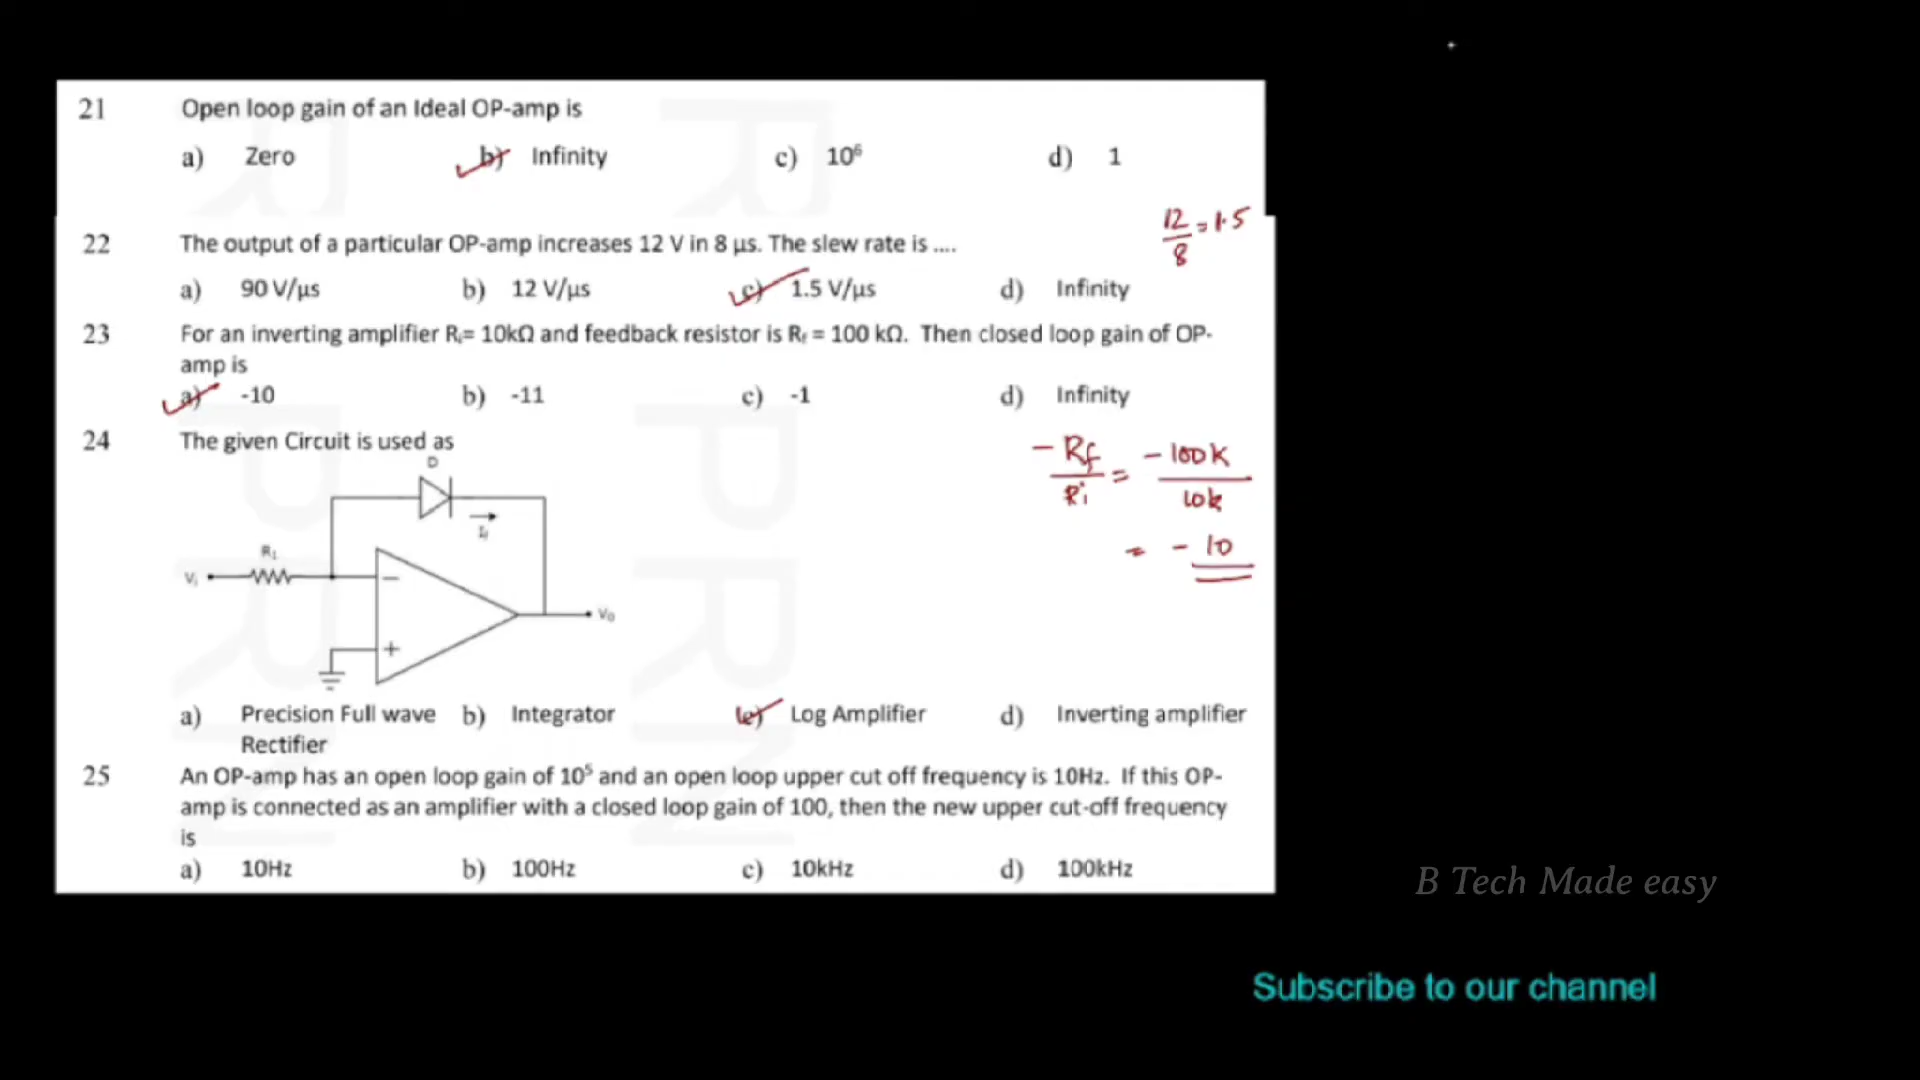 21 Open loop gain of an Ideal OP-amp is
a) Zero b) Infinity c) 10⁶ d) 1
12/8 = 1.5
22 The output of a particular OP-amp increases 12 V in 8 µs. The slew rate is ....
a) 90 V/µs b) 12 V/µs c) 1.5 V/µs d) Infinity
23 For an inverting amplifier Rᵢ= 10kΩ and feedback resistor is Rf = 100 kΩ. Then closed loop gain of OP-
amp is
a) -10 b) -11 c) -1 d) Infinity
24 The given Circuit is used as
-Rf/Ri = -100K/10k
= -10
D
If
R₁
Vi
−
+
V₀
a) Precision Full wave b) Integrator c) Log Amplifier d) Inverting amplifier
Rectifier
25 An OP-amp has an open loop gain of 10⁵ and an open loop upper cut off frequency is 10Hz. If this OP-
amp is connected as an amplifier with a closed loop gain of 100, then the new upper cut-off frequency
is
a) 10Hz b) 100Hz c) 10kHz d) 100kHz
B Tech Made easy
Subscribe to our channel